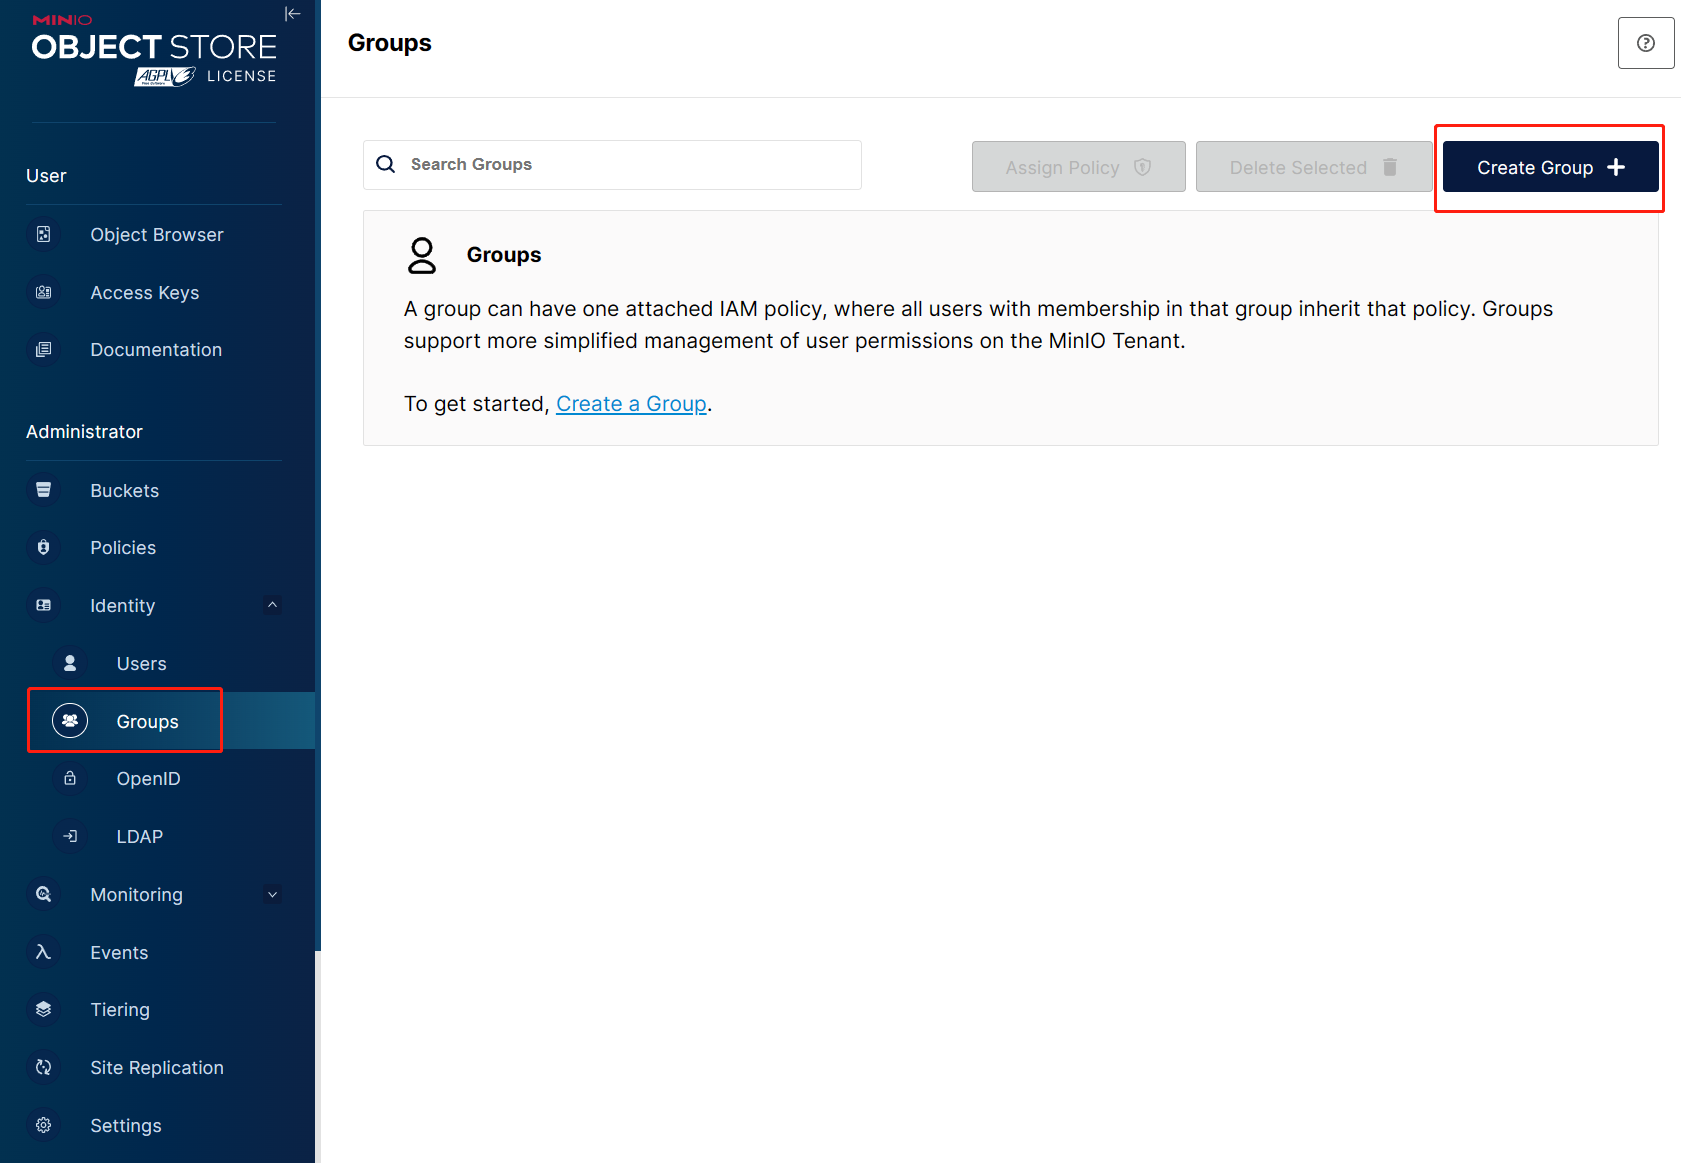 MINIO
OBJECT STORE
AGPL v3 LICENSE
User
Object Browser
Access Keys
Documentation
Administrator
Buckets
Policies
Identity
Users
Groups
OpenID
LDAP
Monitoring
Events
Tiering
Site Replication
Settings
Groups
Search Groups
Assign Policy
Delete Selected
Create Group +
Groups
A group can have one attached IAM policy, where all users with membership in that group inherit that policy. Groups
support more simplified management of user permissions on the MinIO Tenant.
To get started, Create a Group.